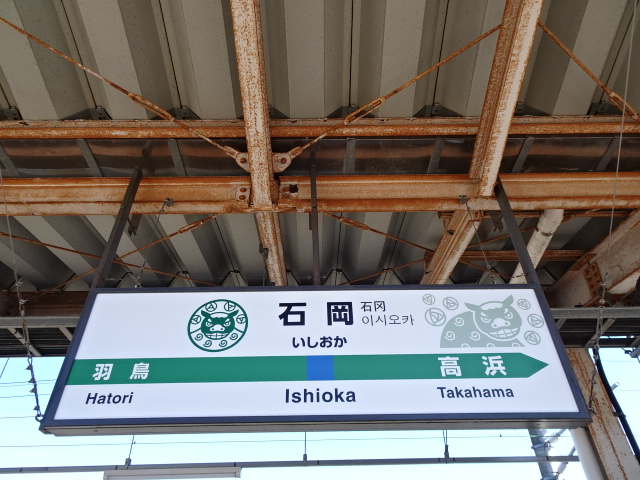 石岡
石冈
이시오카
いしおか
羽鳥
高浜
Hatori
Ishioka
Takahama